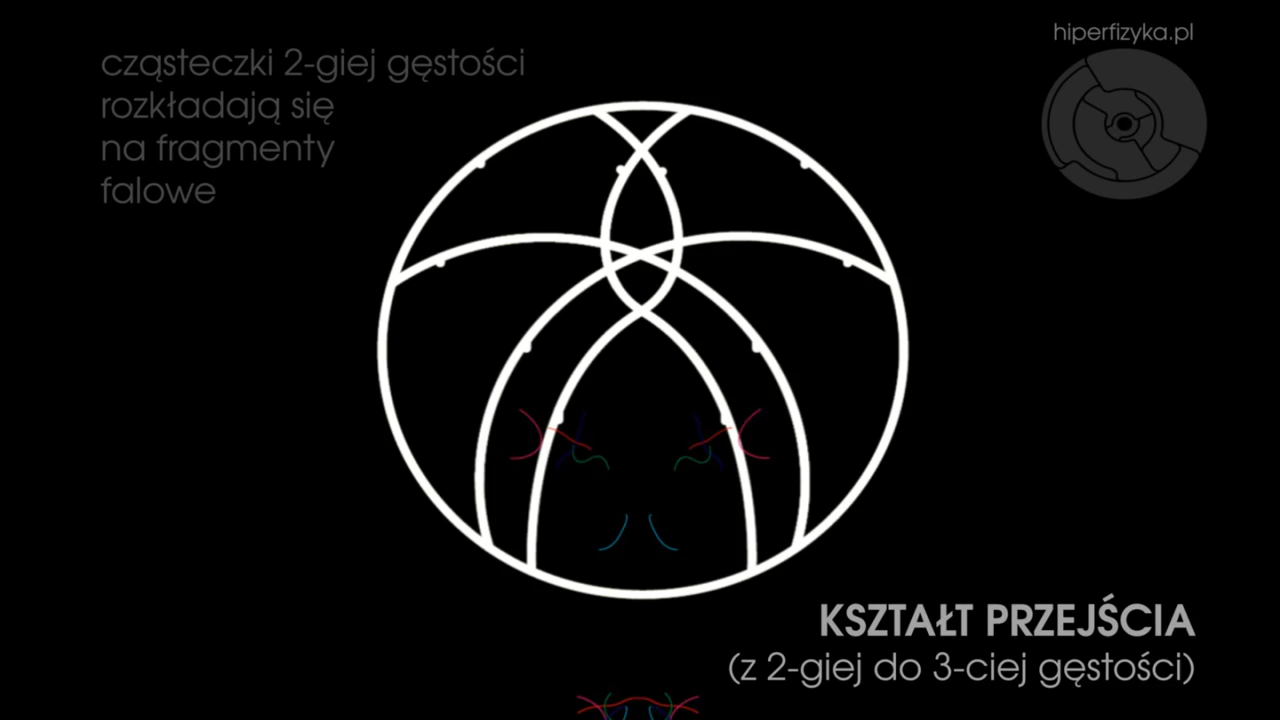 cząsteczki 2-giej gęstości
rozkładają się
na fragmenty
falowe
hiperfizyka.pl
KSZTAŁT PRZEJŚCIA
(z 2-giej do 3-ciej gęstości)